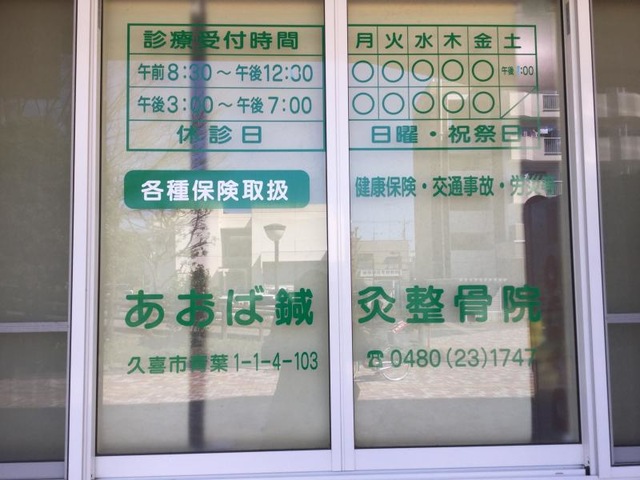 診療受付時間 月 火 水 木 金 土
午前 8:30～午後12:30 ○ ○ ○ ○ ○
午後 3:00～午後 7:00 ○ ○ ○ ○ ○ ／
休診日 日曜・祝祭日
各種保険取扱 健康保険・交通事故・労災
あおば鍼灸整骨院
久喜市青葉1-1-4-103 ☎0480(23)1747